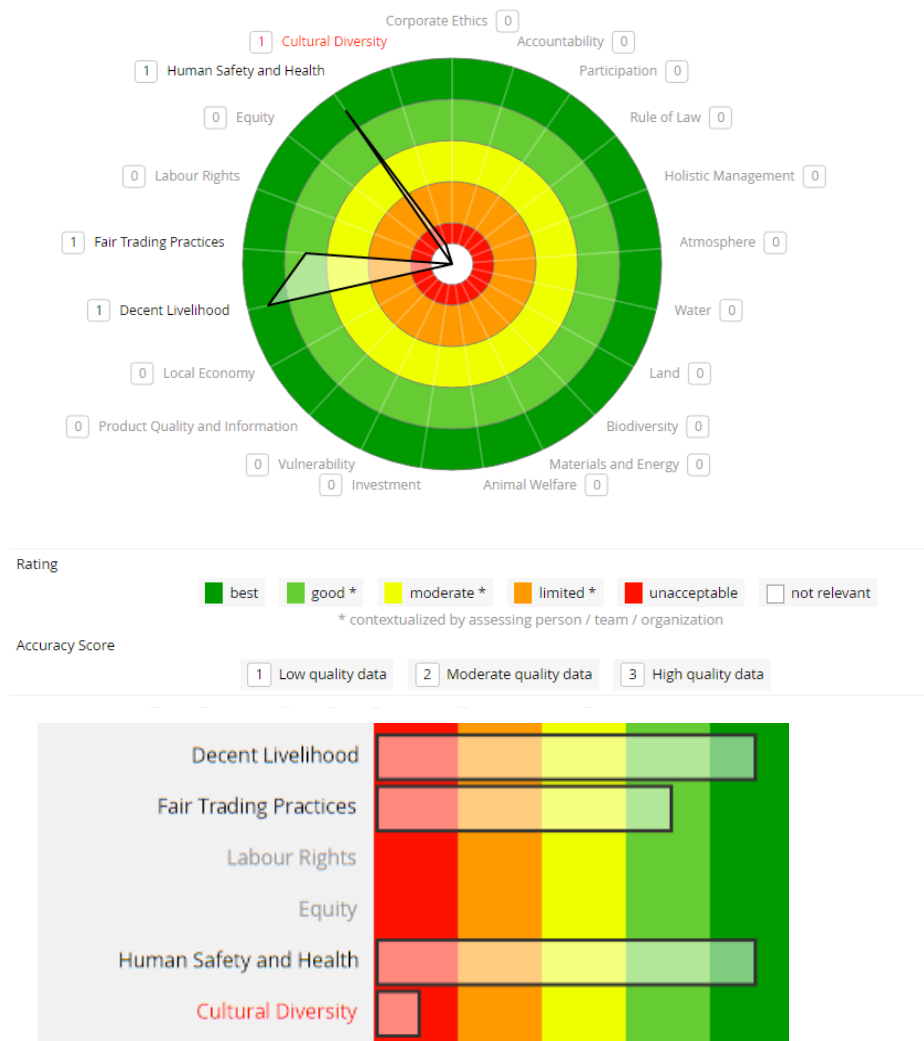 Corporate Ethics 0
1 Cultural Diversity
Accountability 0
1 Human Safety and Health
Participation 0
0 Equity
Rule of Law 0
0 Labour Rights
Holistic Management 0
1 Fair Trading Practices
Atmosphere 0
1 Decent Livelihood
Water 0
0 Local Economy
Land 0
0 Product Quality and Information
Biodiversity 0
0 Vulnerability
Materials and Energy 0
0 Investment
Animal Welfare 0
Rating
best good * moderate * limited * unacceptable not relevant
* contextualized by assessing person / team / organization
Accuracy Score
1 Low quality data 2 Moderate quality data 3 High quality data
Decent Livelihood
Fair Trading Practices
Labour Rights
Equity
Human Safety and Health
Cultural Diversity